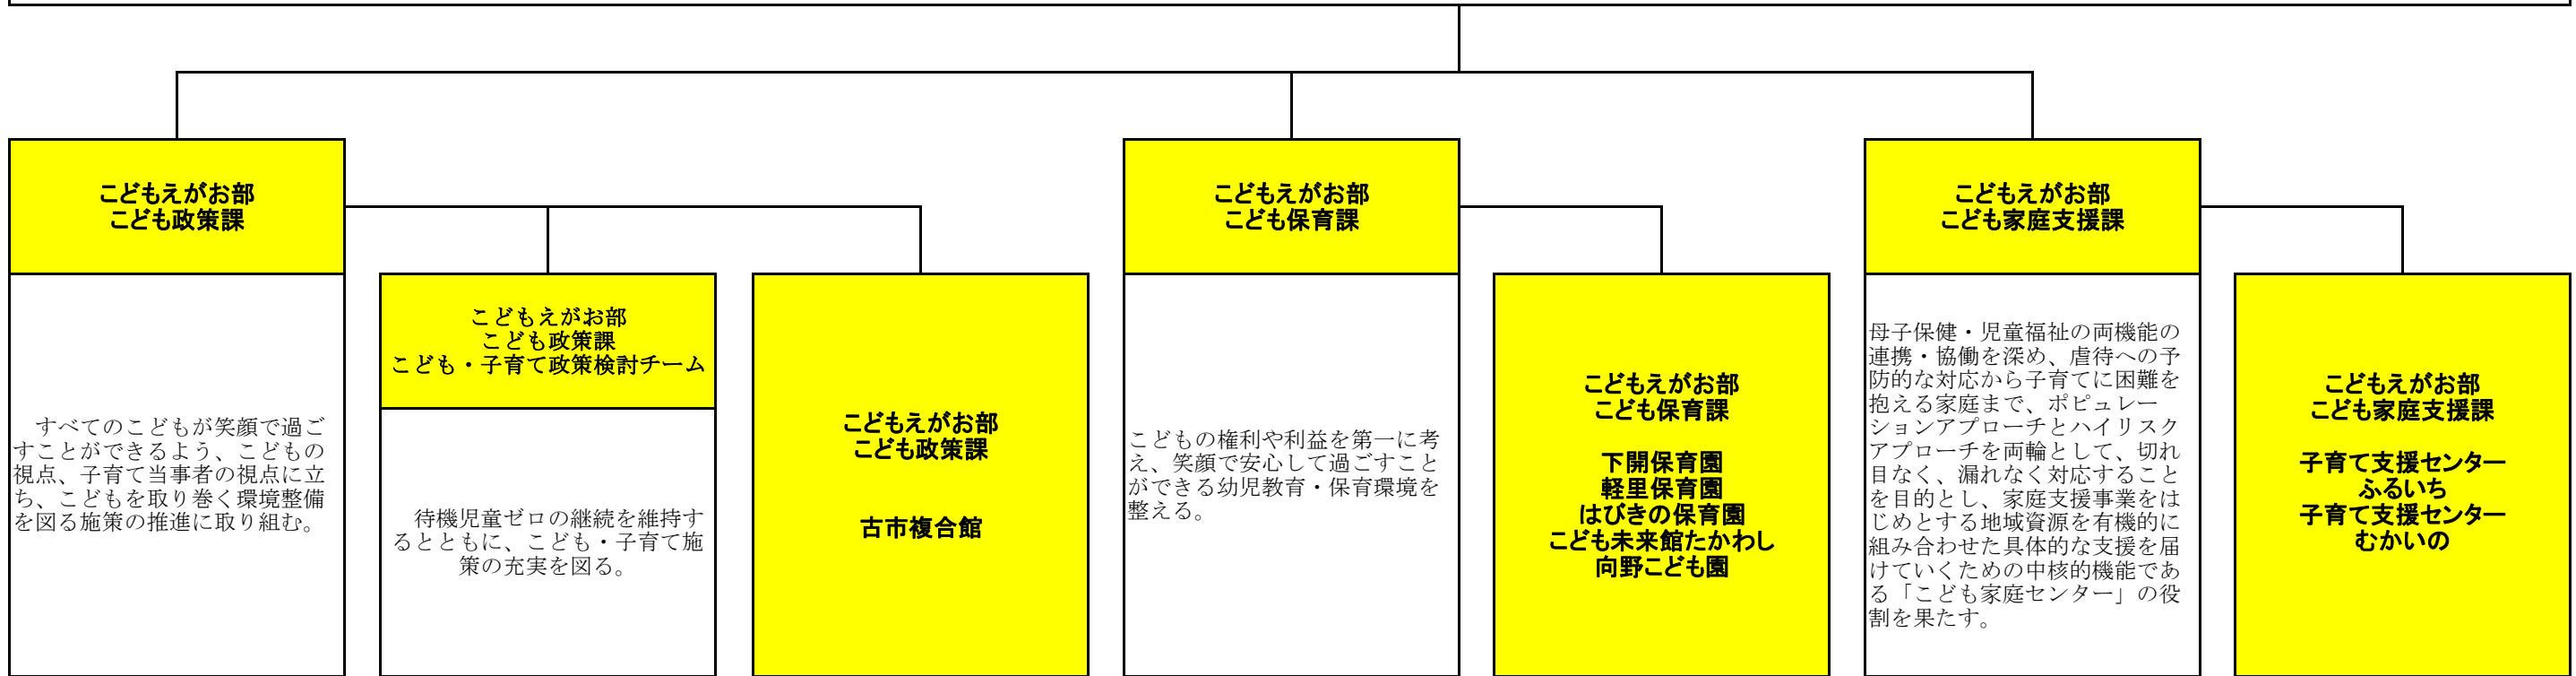 こどもえがお部
こども政策課
すべてのこどもが笑顔で過ご
すことができるよう、こどもの
視点、子育て当事者の視点に立
ち、こどもを取り巻く環境整備
を図る施策の推進に取り組む。
こどもえがお部
こども政策課
こども・子育て政策検討チーム
待機児童ゼロの継続を維持す
るとともに、こども・子育て施
策の充実を図る。
こどもえがお部
こども政策課
古市複合館
こどもえがお部
こども保育課
こどもの権利や利益を第一に考
え、笑顔で安心して過ごすこと
ができる幼児教育・保育環境を
整える。
こどもえがお部
こども保育課
下開保育園
軽里保育園
はびきの保育園
こども未来館たかわし
向野こども園
こどもえがお部
こども家庭支援課
母子保健・児童福祉の両機能の
連携・協働を深め、虐待への予
防的な対応から子育てに困難を
抱える家庭まで、ポピュレー
ションアプローチとハイリスク
アプローチを両輪として、切れ
目なく、漏れなく対応すること
を目的とし、家庭支援事業をは
じめとする地域資源を有機的に
組み合わせた具体的な支援を届
けていくための中核的機能であ
る「こども家庭センター」の役
割を果たす。
こどもえがお部
こども家庭支援課
子育て支援センター
ふるいち
子育て支援センター
むかいの